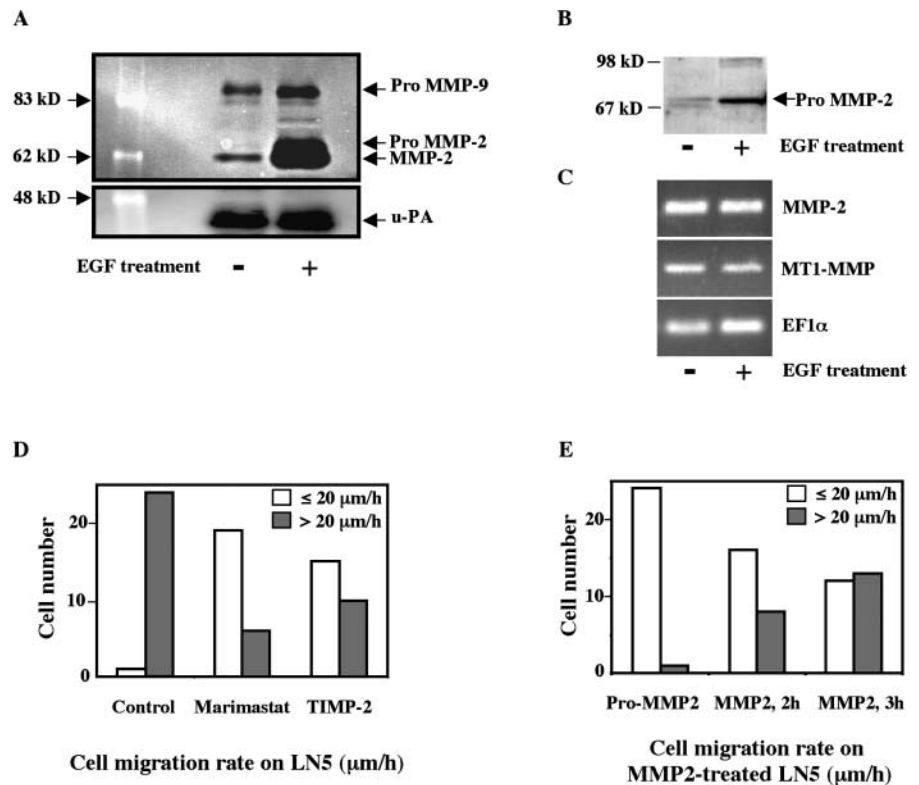 A
83 kD
62 kD
48 kD
Pro MMP-9
Pro MMP-2
MMP-2
u-PA
EGF treatment - +
B
98 kD
67 kD
Pro MMP-2
- + EGF treatment
C
MMP-2
MT1-MMP
EF1α
- + EGF treatment
D
≤ 20 µm/h
> 20 µm/h
Cell number
20
10
0
Control Marimastat TIMP-2
Cell migration rate on LN5 (µm/h)
E
≤ 20 µm/h
> 20 µm/h
Cell number
20
10
0
Pro-MMP2 MMP2, 2h MMP2, 3h
Cell migration rate on
MMP2-treated LN5 (µm/h)